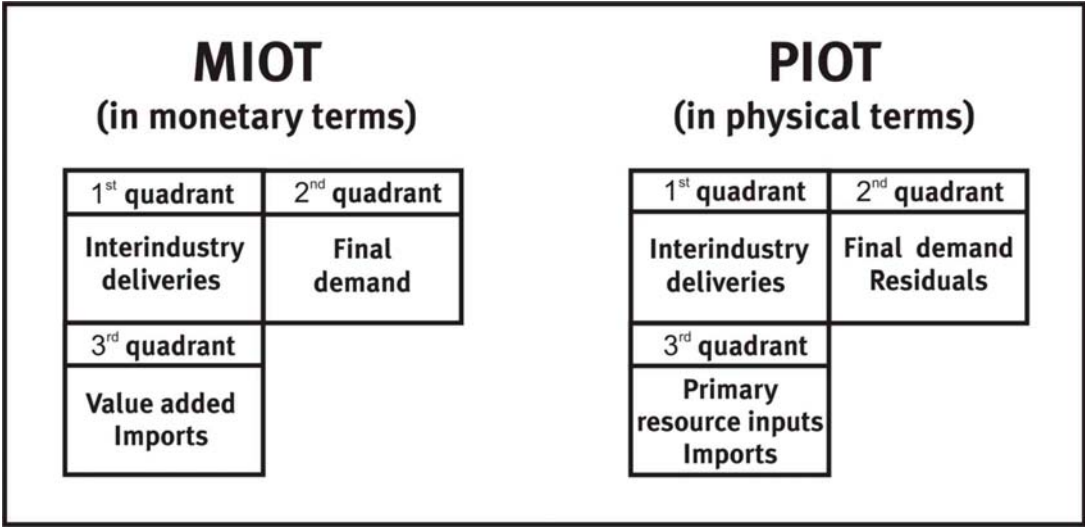 MIOT
(in monetary terms)
1st quadrant
2nd quadrant
Interindustry
deliveries
Final
demand
3rd quadrant
Value added
Imports
PIOT
(in physical terms)
1st quadrant
2nd quadrant
Interindustry
deliveries
Final demand
Residuals
3rd quadrant
Primary
resource inputs
Imports